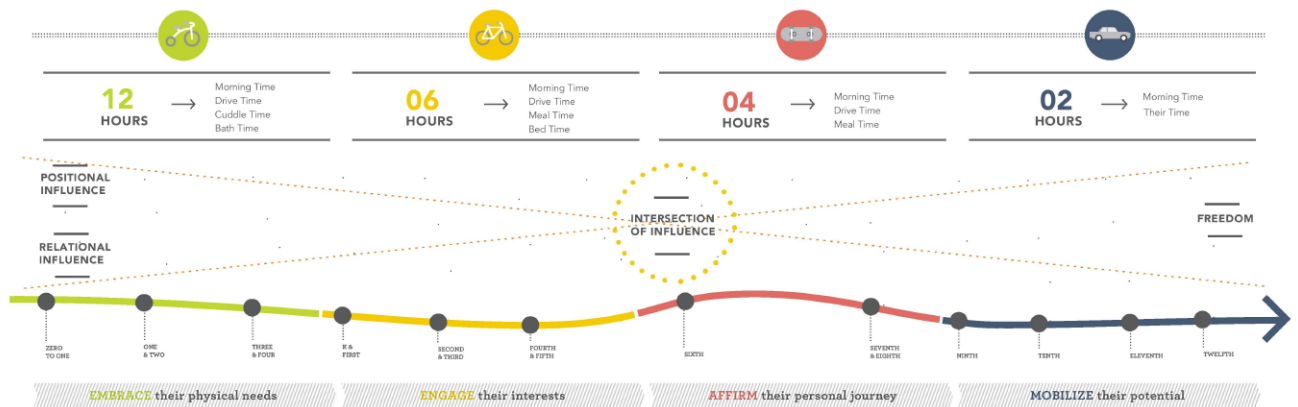 12
HOURS
Morning Time
Drive Time
Cuddle Time
Bath Time
06
HOURS
Morning Time
Drive Time
Meal Time
Bed Time
04
HOURS
Morning Time
Drive Time
Meal Time
02
HOURS
Morning Time
Their Time
POSITIONAL
INFLUENCE
RELATIONAL
INFLUENCE
INTERSECTION
OF INFLUENCE
FREEDOM
ZERO
TO ONE
ONE
& TWO
THREE
& FOUR
K &
FIRST
SECOND
& THIRD
FOURTH
& FIFTH
SIXTH
SEVENTH
& EIGHTH
NINTH
TENTH
ELEVENTH
TWELFTH
EMBRACE their physical needs
ENGAGE their interests
AFFIRM their personal journey
MOBILIZE their potential